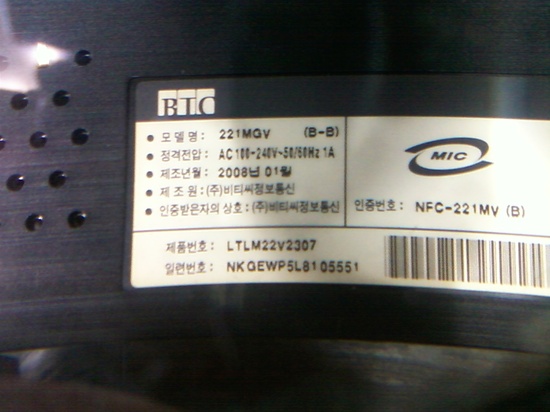 BTC
• 모델명 : 221MGV (B-B)
• 정격전압 : AC 100-240V~50/60Hz 1A
• 제조년월 : 2008년 01월
• 제조원 : (주)비티씨정보통신
• 인증받은자의 상호 : (주)비티씨정보통신
MIC
인증번호 : NFC-221MV (B)
제품번호 : LTLM22V2307
일련번호 : NKGEWP5L8105551